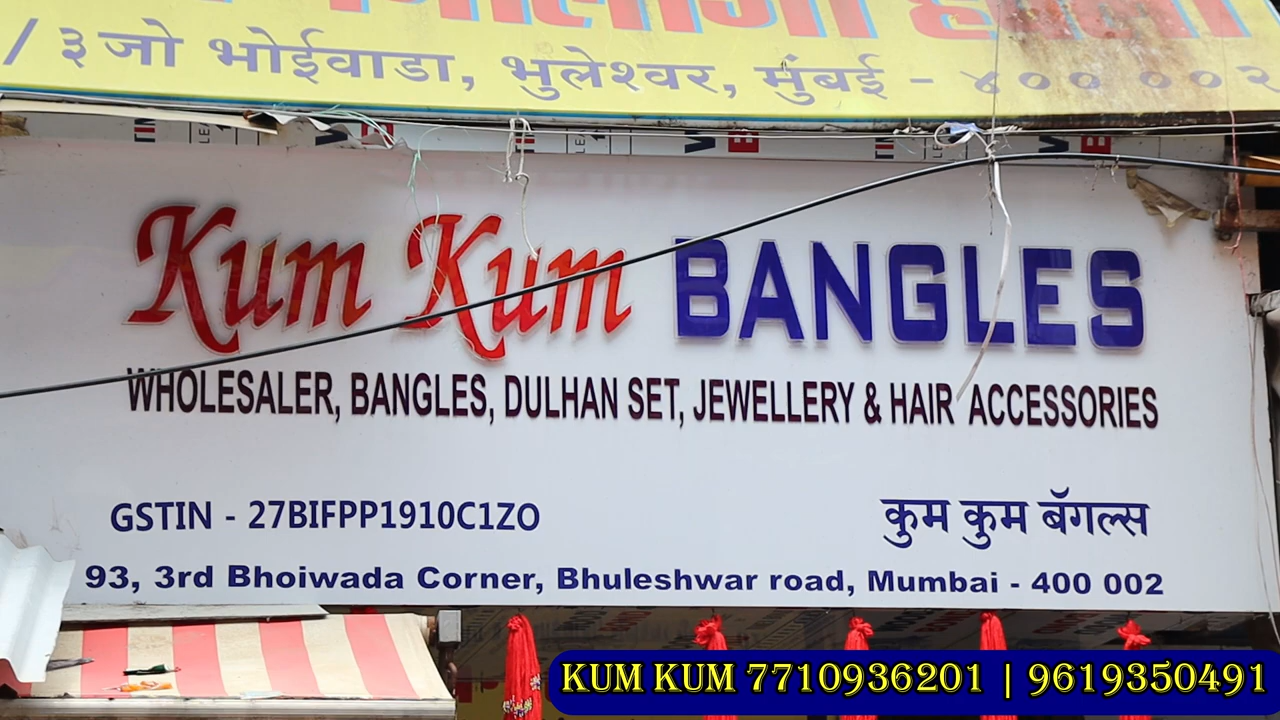 / ३ जो भोईवाडा, भुलेश्वर, मुंबई - ४०० ००२
Kum Kum BANGLES
WHOLESALER, BANGLES, DULHAN SET, JEWELLERY & HAIR ACCESSORIES
GSTIN - 27BIFPP1910C1ZO
कुम कुम बॅगल्स
93, 3rd Bhoiwada Corner, Bhuleshwar road, Mumbai - 400 002
KUM KUM 7710936201 | 9619350491